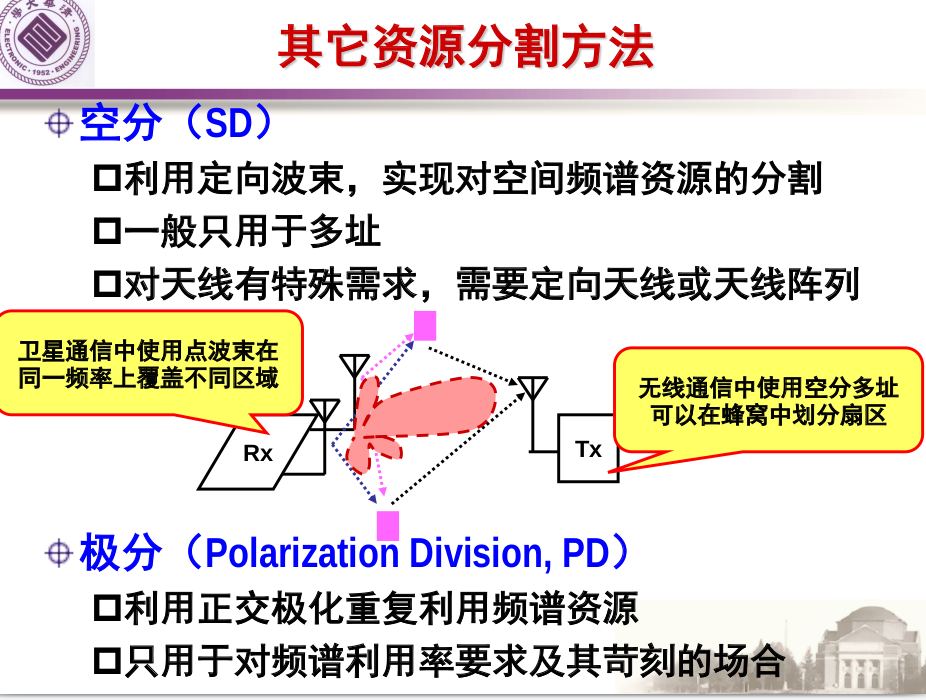 其它资源分割方法
ELECTRONIC · 1952 · ENGINEERING
空分（SD）
利用定向波束，实现对空间频谱资源的分割
一般只用于多址
对天线有特殊需求，需要定向天线或天线阵列
卫星通信中使用点波束在
同一频率上覆盖不同区域
无线通信中使用空分多址
可以在蜂窝中划分扇区
Rx
Tx
极分（Polarization Division, PD）
利用正交极化重复利用频谱资源
只用于对频谱利用率要求及其苛刻的场合